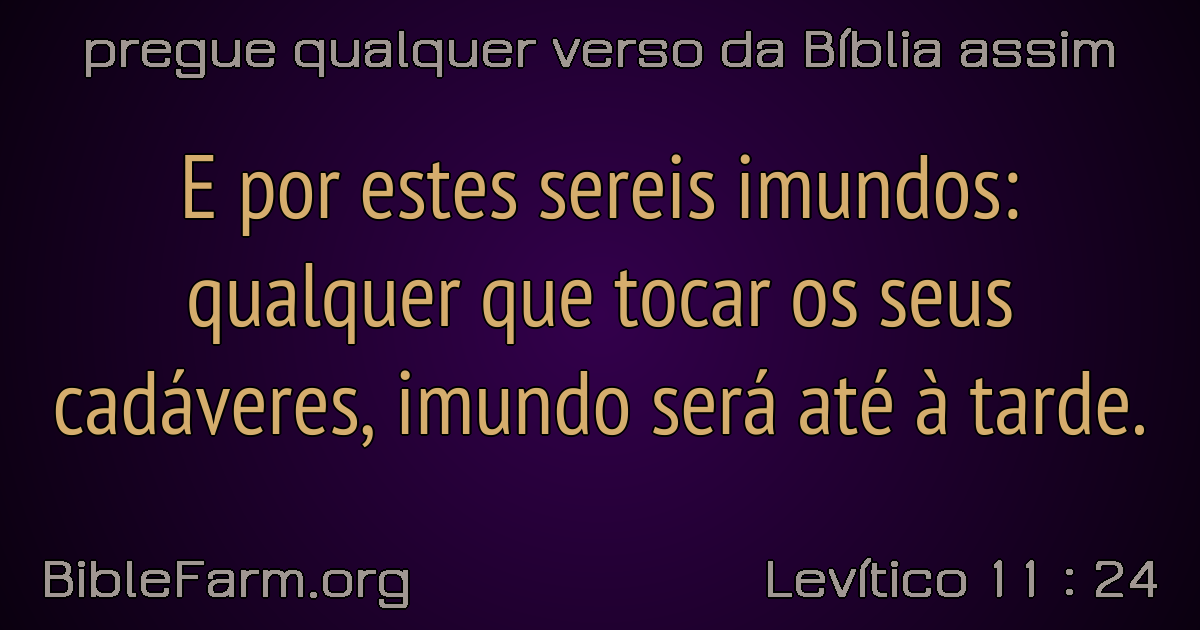 pregue qualquer verso da Bíblia assim
E por estes sereis imundos:
qualquer que tocar os seus
cadáveres, imundo será até à tarde.
BibleFarm.org
Levítico 11 : 24